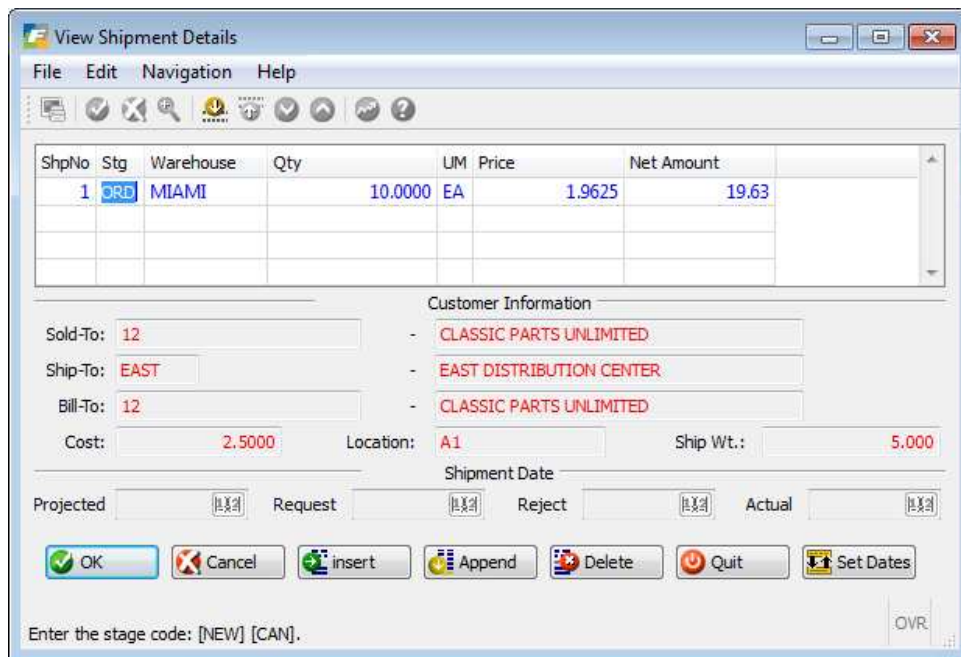 View Shipment Details
File Edit Navigation Help
ShpNo Stg Warehouse Qty UM Price Net Amount
1 ORD MIAMI 10.0000 EA 1.9625 19.63
Customer Information
Sold-To: 12 - CLASSIC PARTS UNLIMITED
Ship-To: EAST - EAST DISTRIBUTION CENTER
Bill-To: 12 - CLASSIC PARTS UNLIMITED
Cost: 2.5000 Location: A1 Ship Wt.: 5.000
Shipment Date
Projected Request Reject Actual
OK Cancel insert Append Delete Quit Set Dates
Enter the stage code: [NEW] [CAN]. OVR